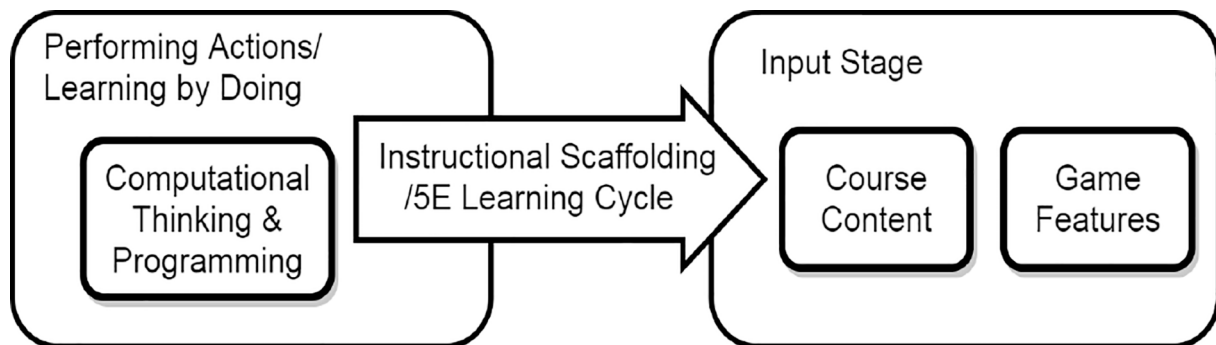 Performing Actions/
Learning by Doing
Computational
Thinking &
Programming
Instructional Scaffolding
/5E Learning Cycle
Input Stage
Course
Content
Game
Features